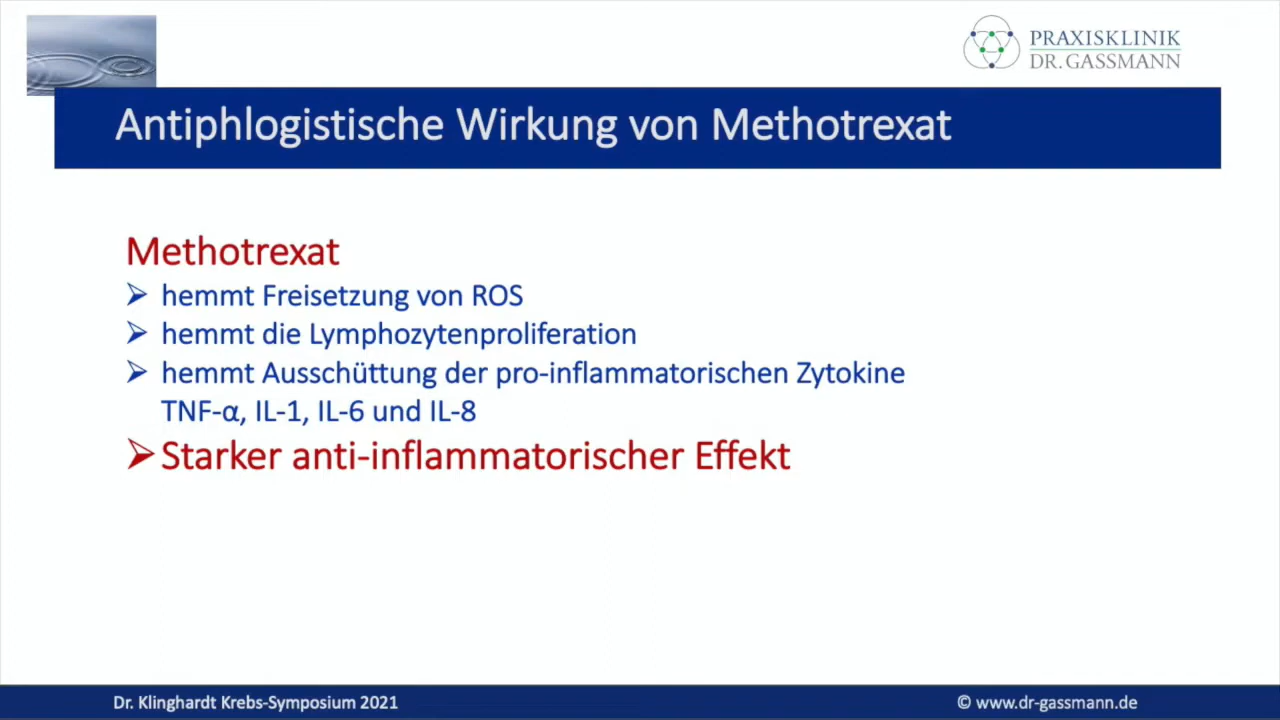 PRAXISKLINIK
DR. GASSMANN
Antiphlogistische Wirkung von Methotrexat
Methotrexat
➢ hemmt Freisetzung von ROS
➢ hemmt die Lymphozytenproliferation
➢ hemmt Ausschüttung der pro-inflammatorischen Zytokine
TNF-α, IL-1, IL-6 und IL-8
➢ Starker anti-inflammatorischer Effekt
Dr. Klinghardt Krebs-Symposium 2021
© www.dr-gassmann.de